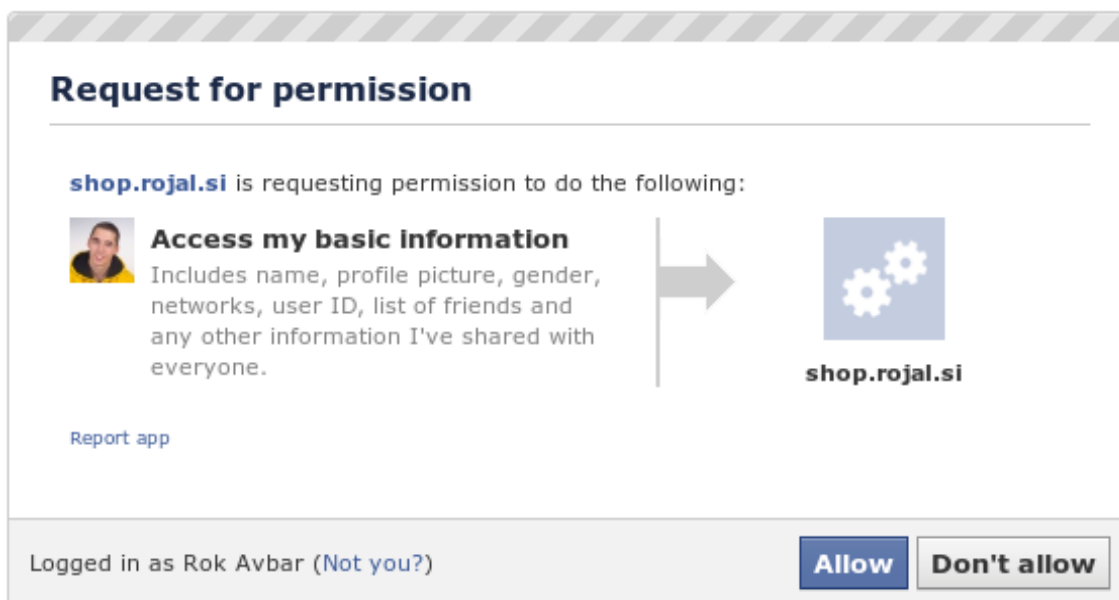 Request for permission
shop.rojal.si is requesting permission to do the following:
Access my basic information
Includes name, profile picture, gender,
networks, user ID, list of friends and
any other information I've shared with
everyone.
shop.rojal.si
Report app
Logged in as Rok Avbar (Not you?)
Allow
Don't allow